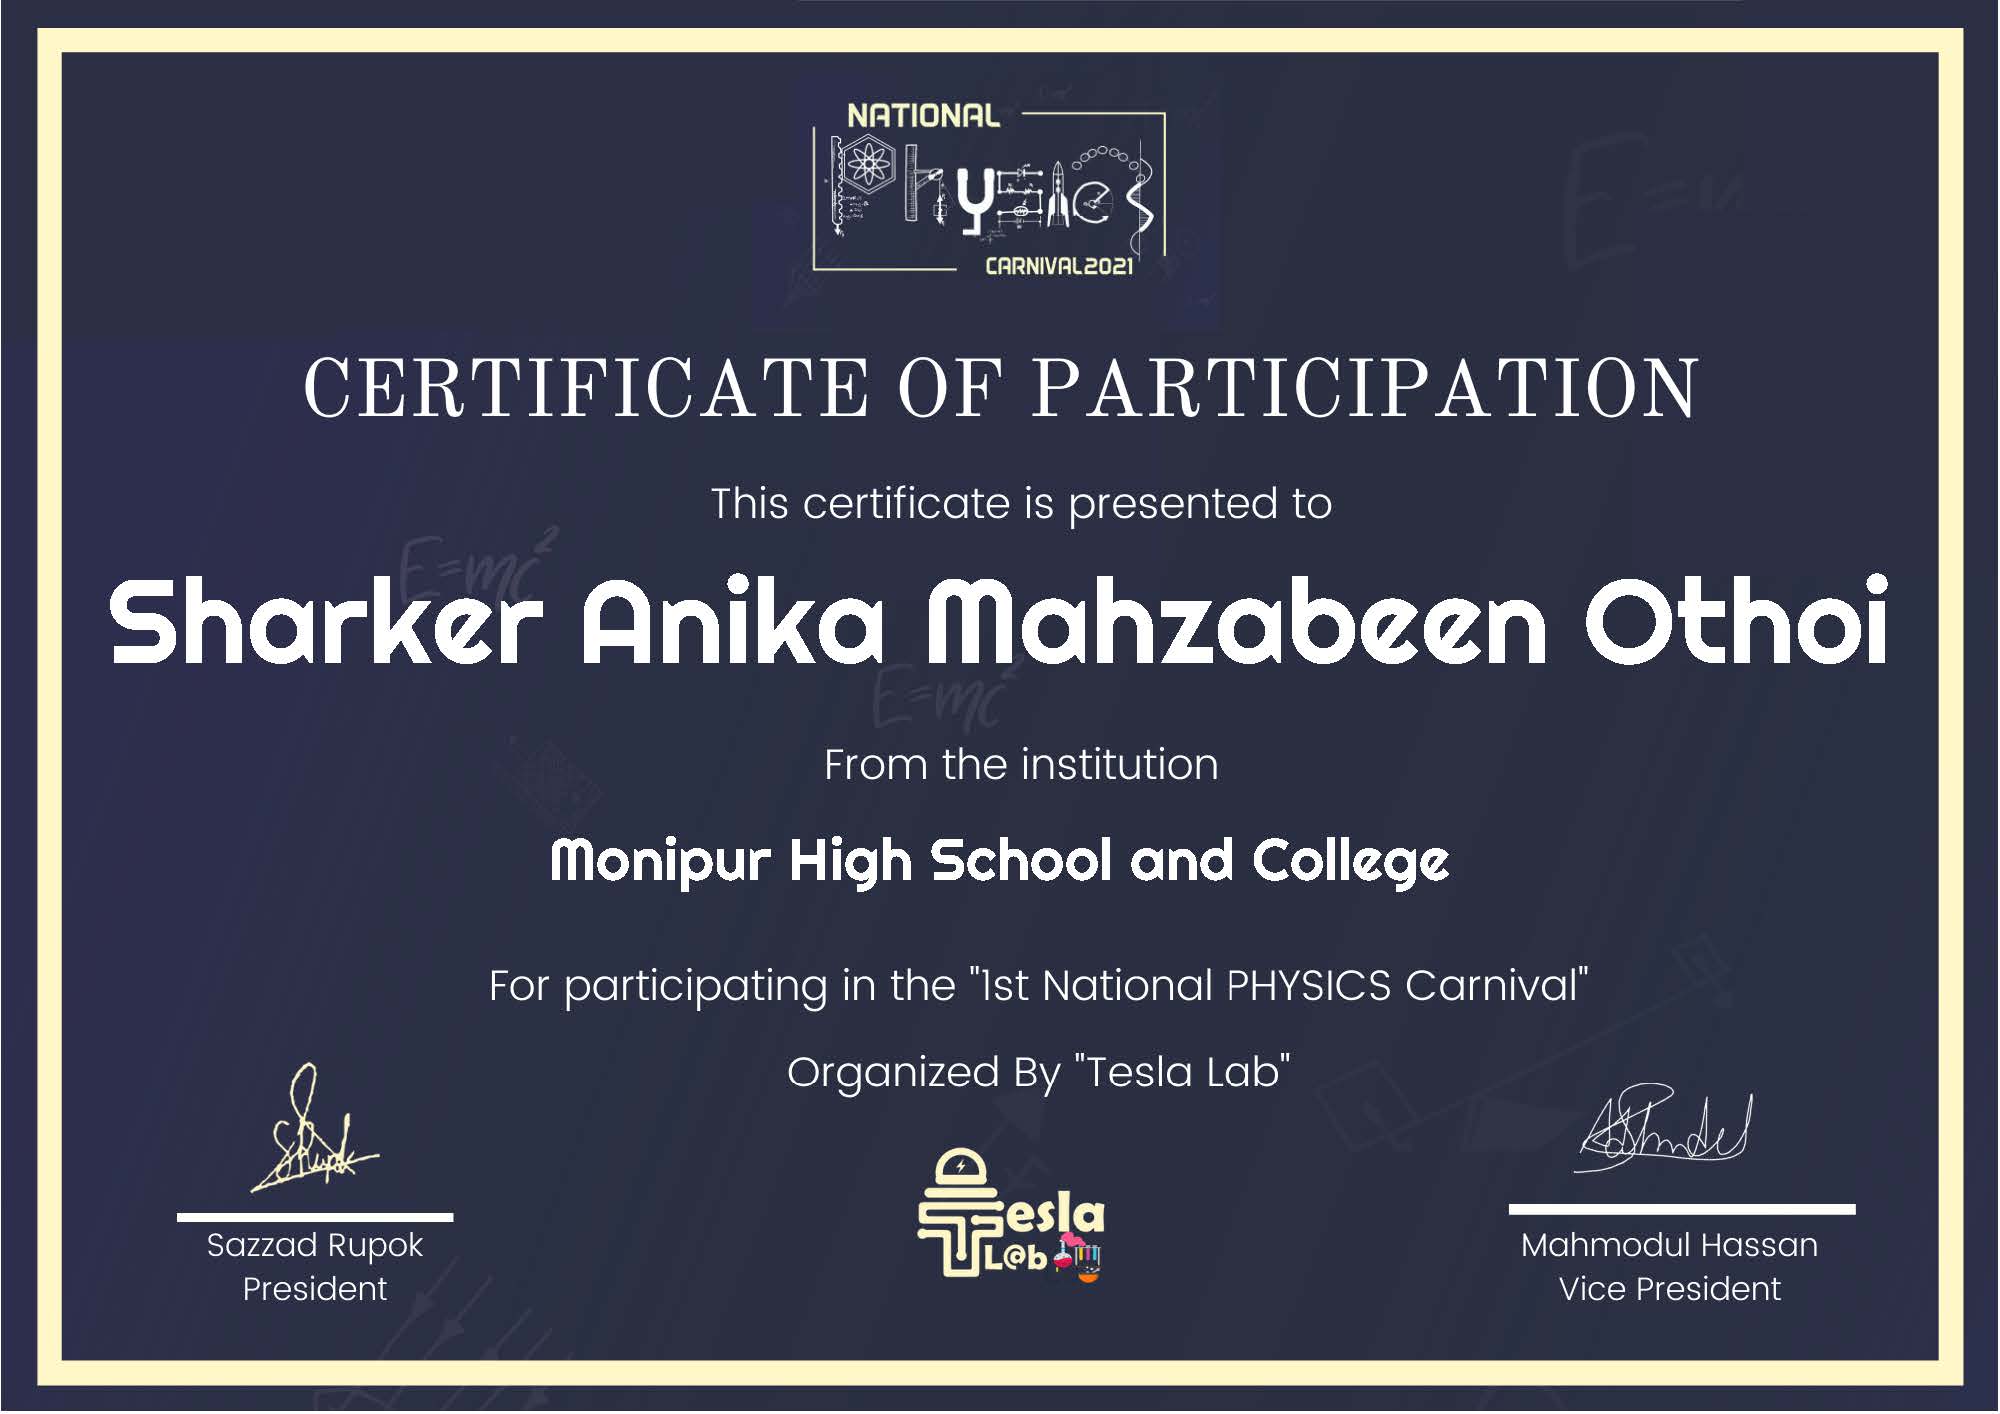 NATIONAL
Physics
CARNIVAL2021
E=m
CERTIFICATE OF PARTICIPATION
This certificate is presented to
E=mc²
Sharker Anika Mahzabeen Othoi
E=mc²
From the institution
Monipur High School and College
For participating in the "1st National PHYSICS Carnival"
Organized By "Tesla Lab"
Tesla
L@b
Sazzad Rupok
President
Mahmodul Hassan
Vice President